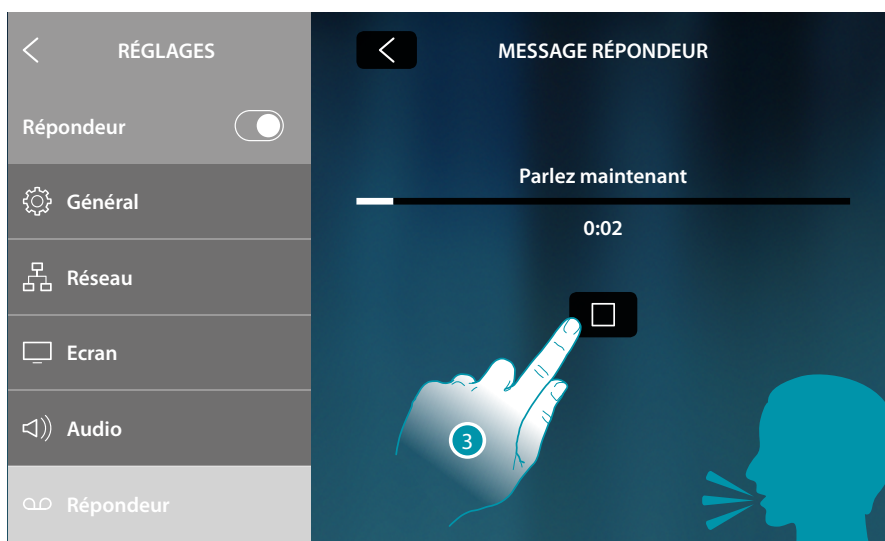 RÉGLAGES
Répondeur
Général
Réseau
Ecran
Audio
Répondeur
MESSAGE RÉPONDEUR
Parlez maintenant
0:02
3